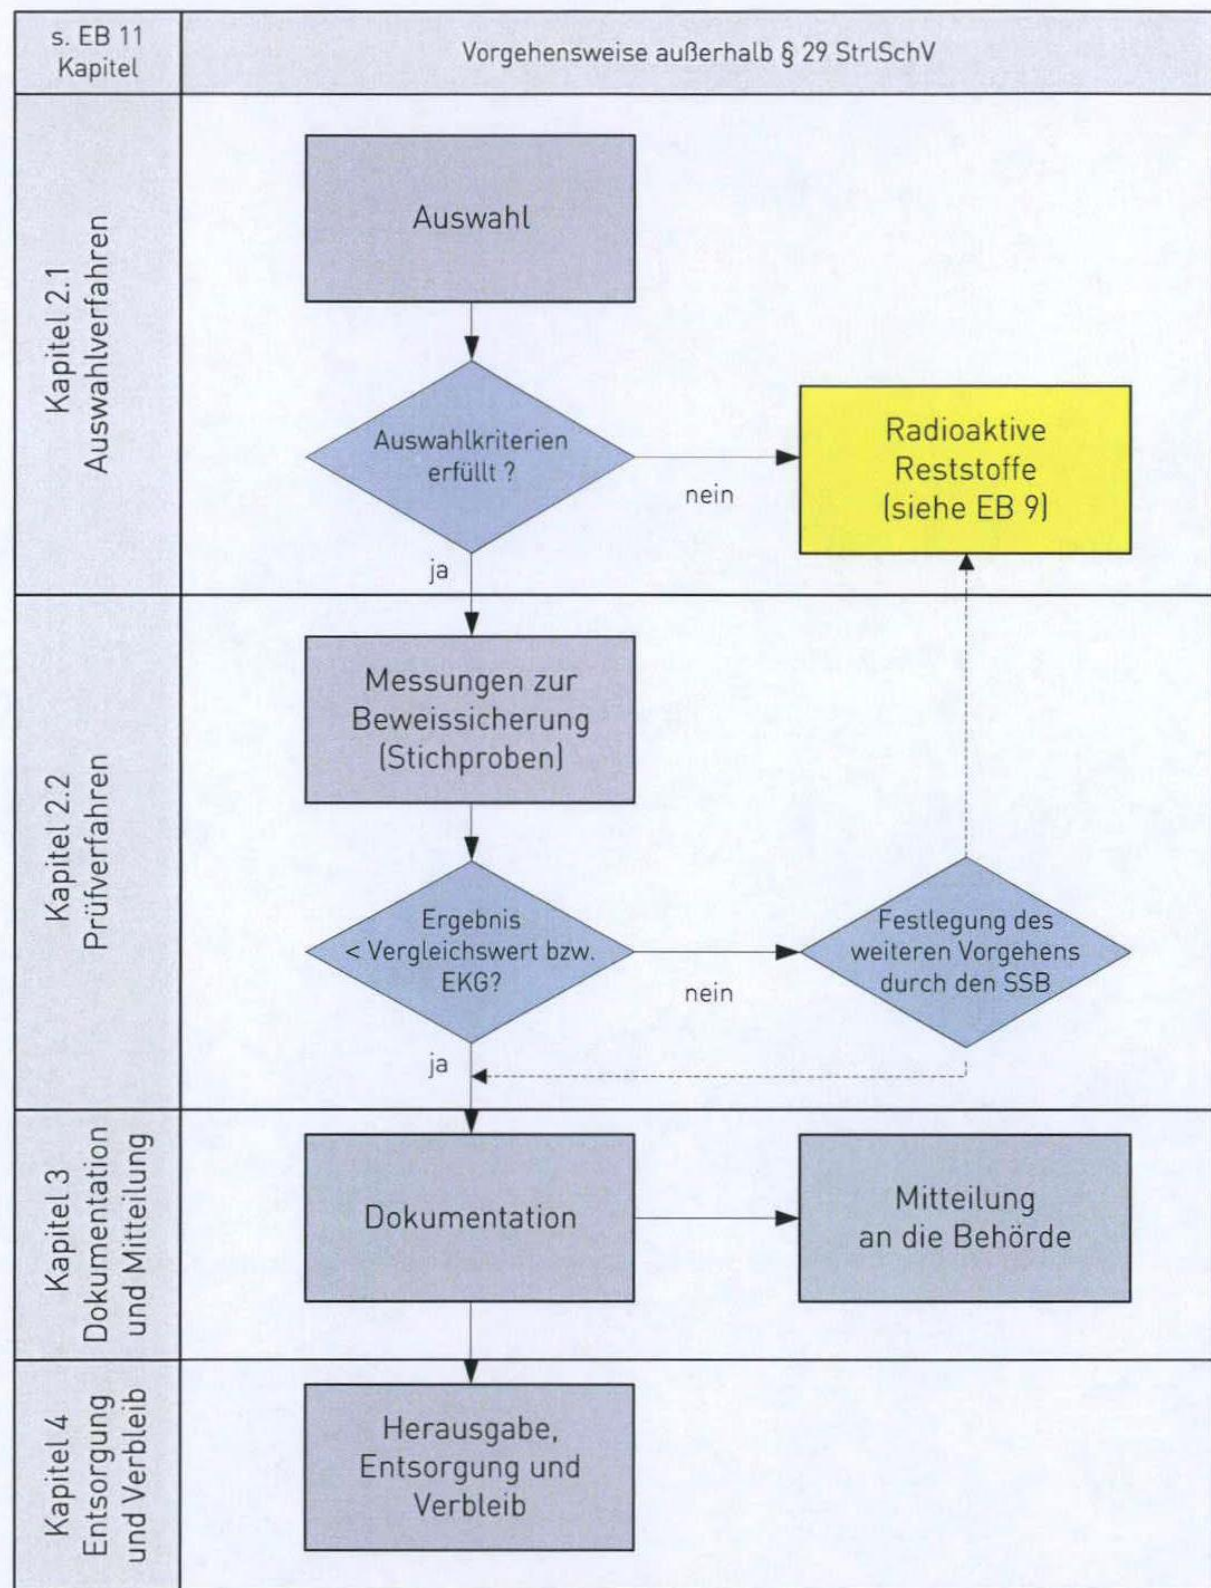 s. EB 11
Kapitel
Vorgehensweise außerhalb § 29 StrlSchV
Kapitel 2.1
Auswahlverfahren
Auswahl
Auswahlkriterien
erfüllt ?
nein
Radioaktive
Reststoffe
(siehe EB 9)
ja
Kapitel 2.2
Prüfverfahren
Messungen zur
Beweissicherung
(Stichproben)
Ergebnis
< Vergleichswert bzw.
EKG?
nein
Festlegung des
weiteren Vorgehens
durch den SSB
ja
Kapitel 3
Dokumentation
und Mitteilung
Dokumentation
Mitteilung
an die Behörde
Kapitel 4
Entsorgung
und Verbleib
Herausgabe,
Entsorgung und
Verbleib